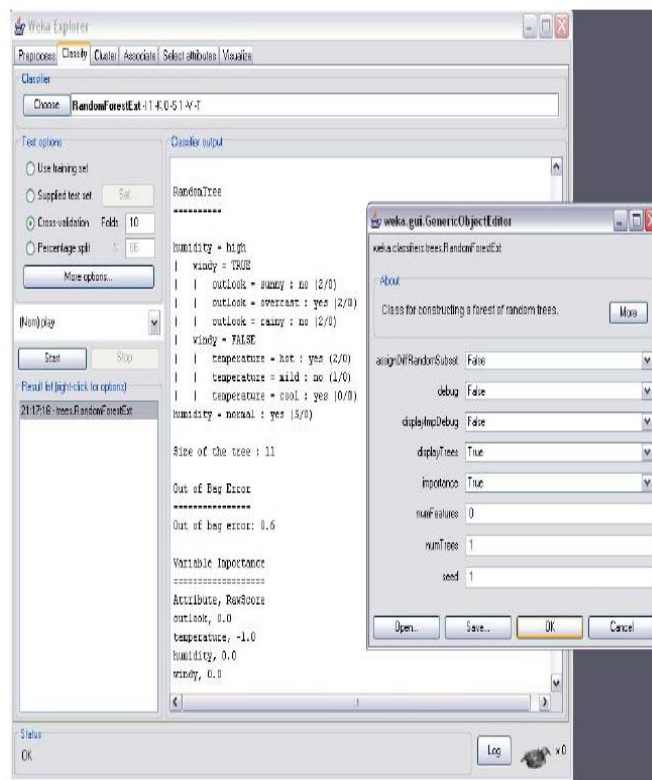 Weka Explorer
Preprocess Classify Cluster Associate Select attributes Visualize
Classifier
Choose RandomForestExt -I 1 -K 0 -S 1 -V -T
Test options
Use training set
Supplied test set Set...
Cross-validation Folds 10
Percentage split % 66
More options...
(Nom) play
Start Stop
Result list (right-click for options)
21:17:18 - trees.RandomForestExt
Classifier output
RandomTree
==========
humidity = high
| windy = TRUE
| | outlook = sunny : no (2/0)
| | outlook = overcast : yes (2/0)
| | outlook = rainy : no (2/0)
| windy = FALSE
| | temperature = hot : yes (2/0)
| | temperature = mild : no (1/0)
| | temperature = cool : yes (0/0)
humidity = normal : yes (5/0)
Size of the tree : 11
Out of Bag Error
================
Out of bag error: 0.6
Variable Importance
===================
Attribute, RawScore
outlook, 0.0
temperature, -1.0
humidity, 0.0
windy, 0.0
weka.gui.GenericObjectEditor
weka.classifiers.trees.RandomForestExt
About
Class for constructing a forest of random trees.
More
assignDiffRandomSubset False
debug False
displayImpDebug False
displayTrees True
importance True
numFeatures 0
numTrees 1
seed 1
Open... Save... OK Cancel
Status
OK
Log x 0